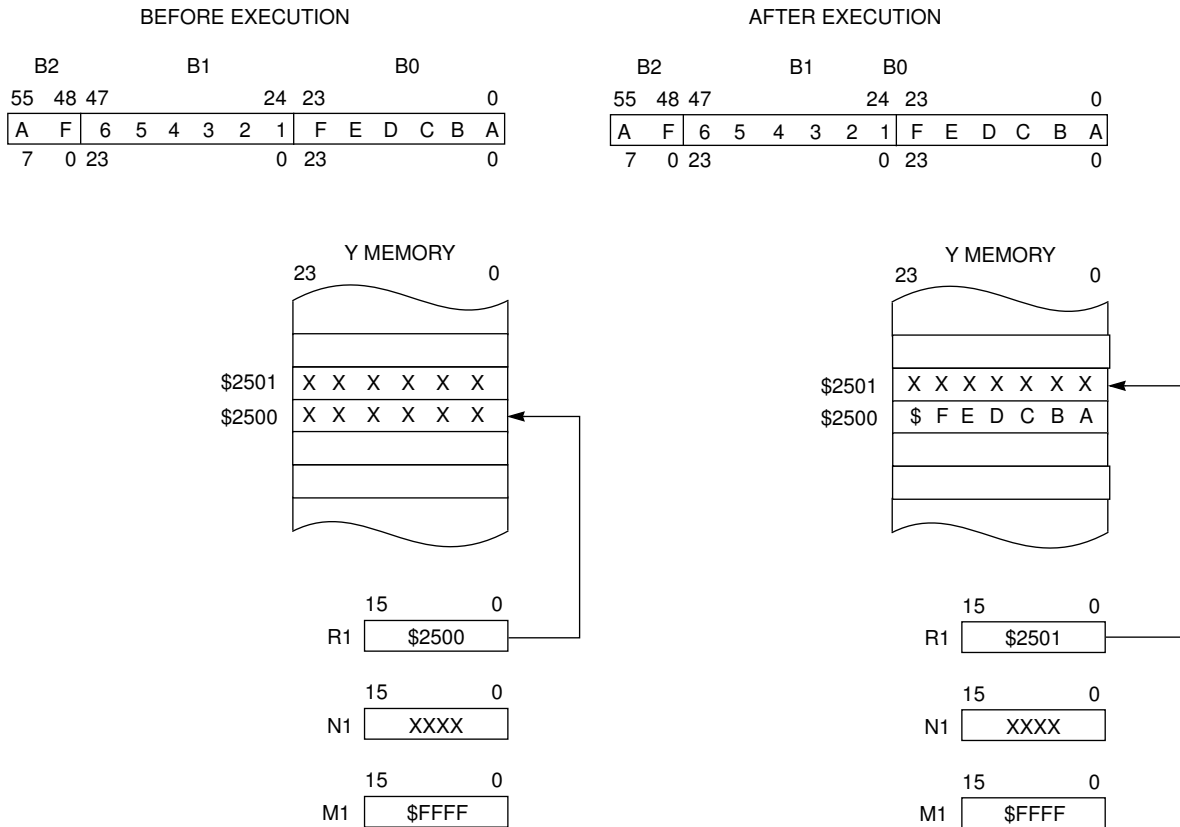 BEFORE EXECUTION
B2 B1 B0
55 48 47 24 23 0
A F 6 5 4 3 2 1 F E D C B A
7 0 23 0 23 0
Y MEMORY
23 0
$2501 X X X X X X
$2500 X X X X X X
15 0
R1 $2500
15 0
N1 XXXX
15 0
M1 $FFFF
AFTER EXECUTION
B2 B1 B0
55 48 47 24 23 0
A F 6 5 4 3 2 1 F E D C B A
7 0 23 0 23 0
Y MEMORY
23 0
$2501 X X X X X X X
$2500 $ F E D C B A
15 0
R1 $2501
15 0
N1 XXXX
15 0
M1 $FFFF